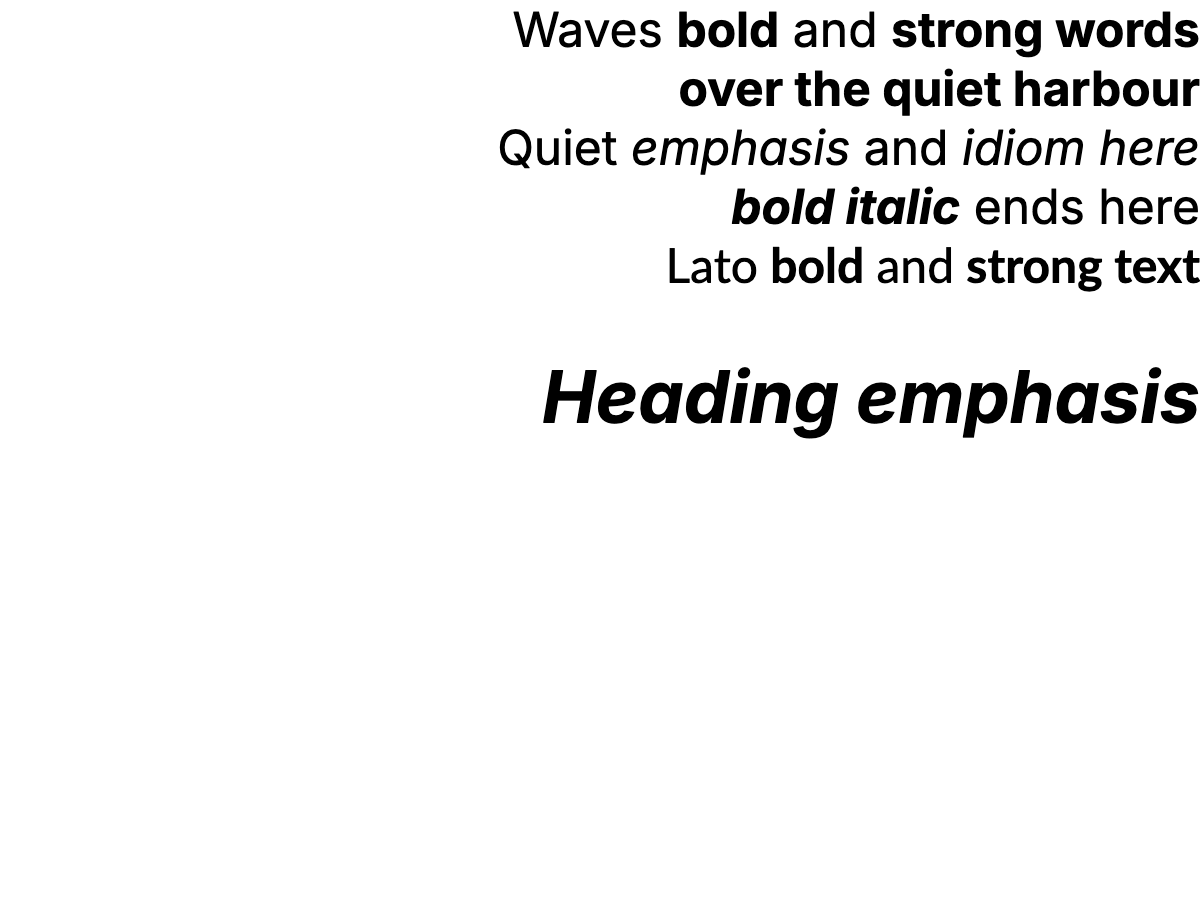 Waves bold and strong words
over the quiet harbour
Quiet emphasis and idiom here
bold italic ends here
Lato bold and strong text
Heading emphasis